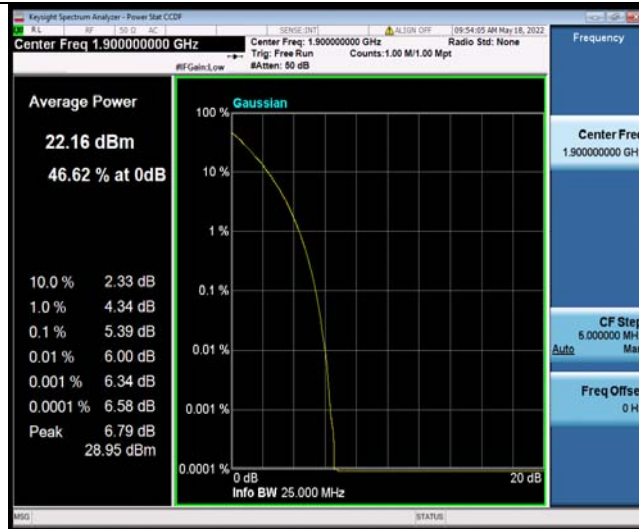 Keysight Spectrum Analyzer - Power Stat CCDF
RL RF 50 Ω AC SENSE:INT ALIGN OFF 09:54:05 AM May 18, 2022
Center Freq 1.900000000 GHz
Center Freq: 1.900000000 GHz Radio Std: None
Trig: Free Run Counts:1.00 M/1.00 Mpt
#IFGain:Low #Atten: 50 dB
Frequency
Center Fre
1.900000000 GH
CF Step
5.000000 MH
Auto Ma
Freq Offse
0 H
Average Power
22.16 dBm
46.62 % at 0dB
10.0 % 2.33 dB
1.0 % 4.34 dB
0.1 % 5.39 dB
0.01 % 6.00 dB
0.001 % 6.34 dB
0.0001 % 6.58 dB
Peak 6.79 dB
28.95 dBm
Gaussian
100 %
10 %
1 %
0.1 %
0.01 %
0.001 %
0.0001 %
0 dB 20 dB
Info BW 25.000 MHz
MSG STATUS